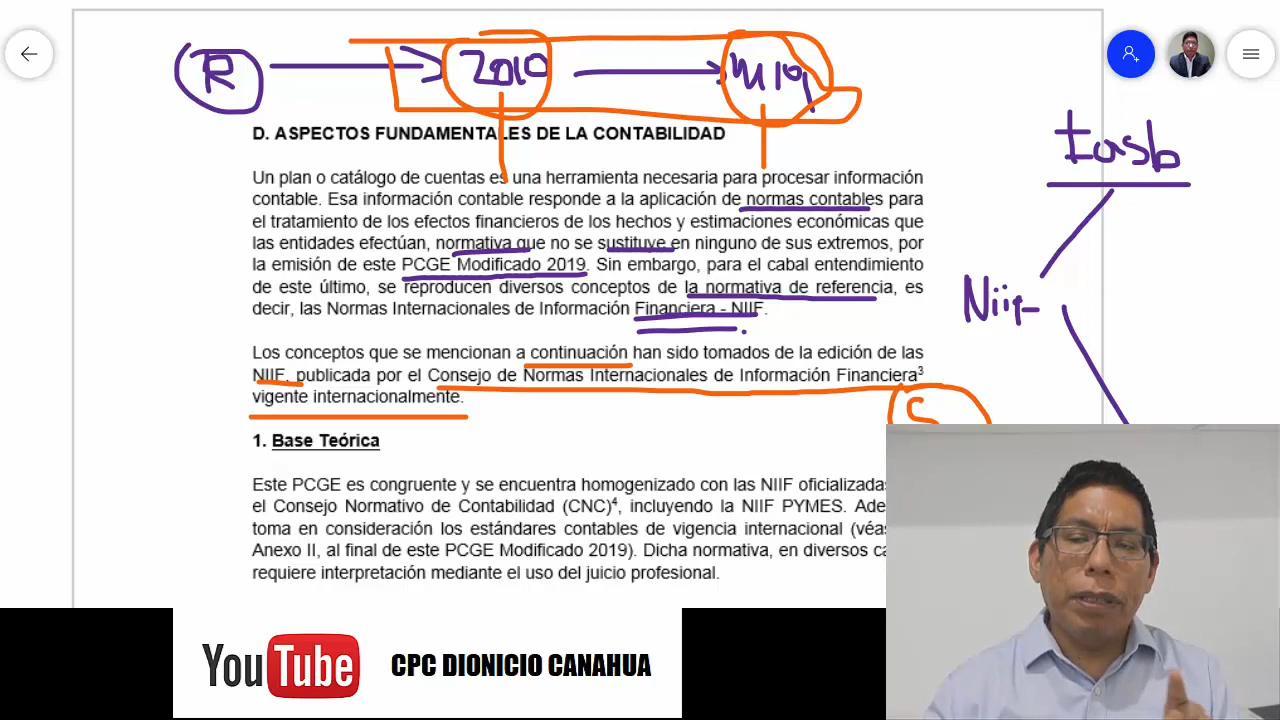 R
2010
D. ASPECTOS FUNDAMENTALES DE LA CONTABILIDAD
Un plan o catálogo de cuentas es una herramienta necesaria para procesar información
contable. Esa información contable responde a la aplicación de normas contables para
el tratamiento de los efectos financieros de los hechos y estimaciones económicas que
las entidades efectúan, normativa que no se sustituye en ninguno de sus extremos, por
la emisión de este PCGE Modificado 2019. Sin embargo, para el cabal entendimiento
de este último, se reproducen diversos conceptos de la normativa de referencia, es
decir, las Normas Internacionales de Información Financiera - NIIF.
Los conceptos que se mencionan a continuación han sido tomados de la edición de las
NIIF, publicada por el Consejo de Normas Internacionales de Información Financiera³
vigente internacionalmente.
1. Base Teórica
Este PCGE es congruente y se encuentra homogenizado con las NIIF oficializadas
el Consejo Normativo de Contabilidad (CNC)⁴, incluyendo la NIIF PYMES. Ade
toma en consideración los estándares contables de vigencia internacional (véas
Anexo II, al final de este PCGE Modificado 2019). Dicha normativa, en diversos ca
requiere interpretación mediante el uso del juicio profesional.
Iasb
Niif
YouTube
CPC DIONICIO CANAHUA